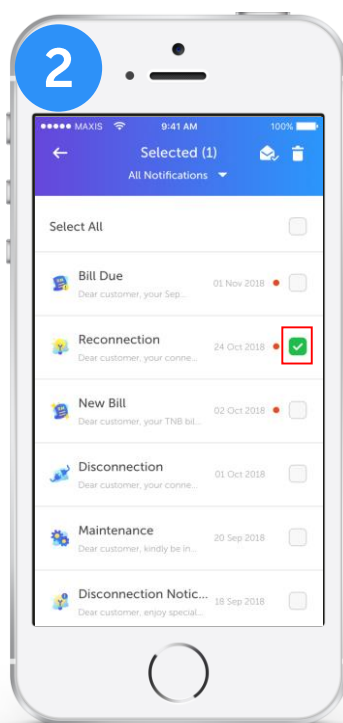 2
MAXIS 9:41 AM 100%
Selected (1)
All Notifications
Select All
Bill Due
Dear customer, your Sep...
01 Nov 2018
Reconnection
Dear customer, your conne...
24 Oct 2018
New Bill
Dear customer, your TNB bil...
02 Oct 2018
Disconnection
Dear customer, your conne...
01 Oct 2018
Maintenance
Dear customer, kindly be in...
20 Sep 2018
Disconnection Notic...
Dear customer, enjoy special...
18 Sep 2018